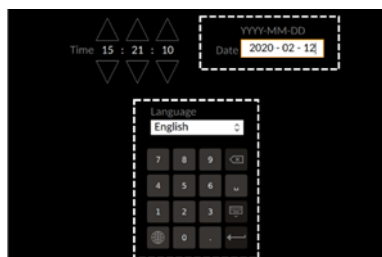 YYYY-MM-DD
Time 15 : 21 : 10
Date 2020 - 02 - 12
Language
English
7 8 9
4 5 6
1 2 3
0 .